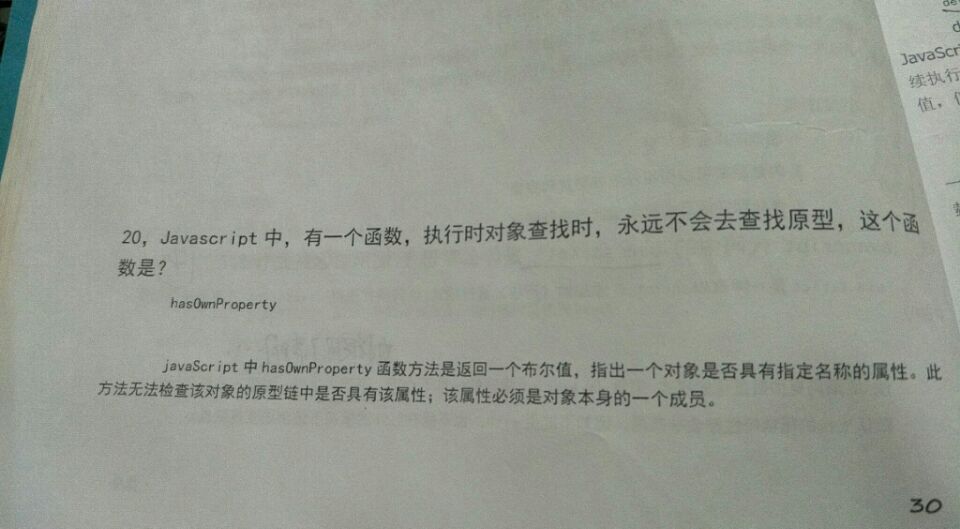 20，Javascript 中，有一个函数，执行时对象查找时，永远不会去查找原型，这个函
数是？
hasOwnProperty
javaScript 中 hasOwnProperty 函数方法是返回一个布尔值，指出一个对象是否具有指定名称的属性。此
方法无法检查该对象的原型链中是否具有该属性；该属性必须是对象本身的一个成员。
30
JavaScr
续执行
值，